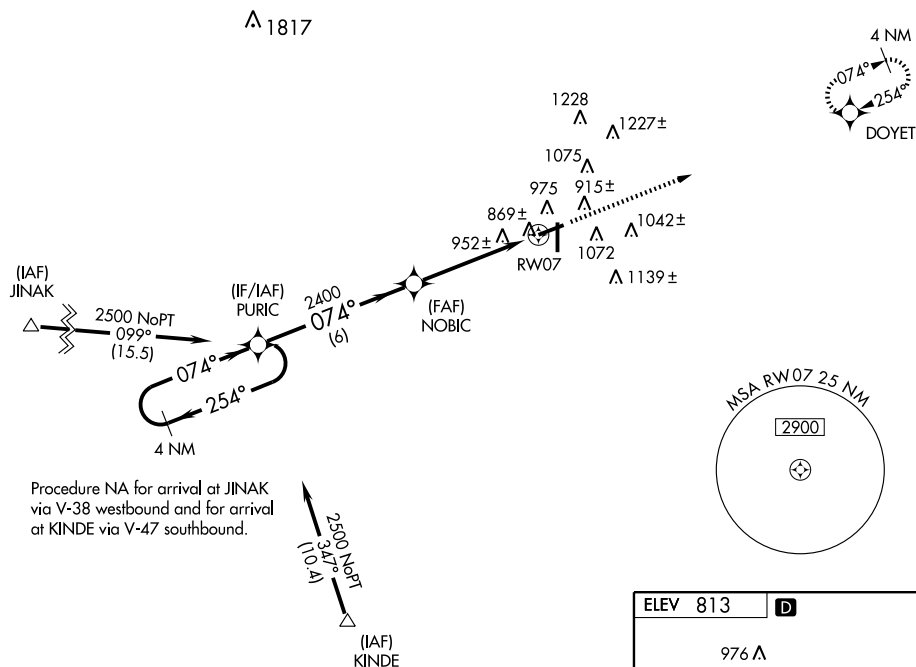 1817
4 NM
074°
254°
DOYET
1228
1227±
1075
975
915±
869±
952±
1042±
1072
RW07
1139±
(IAF)
JINAK
2500 NoPT
099°
(15.5)
(IF/IAF)
PURIC
2400
074°
(6)
(FAF)
NOBIC
074°
254°
4 NM
MSA RW07 25 NM
2900
Procedure NA for arrival at JINAK
via V-38 westbound and for arrival
at KINDE via V-47 southbound.
2500 NoPT
347°
(10.4)
(IAF)
KINDE
ELEV 813
D
976